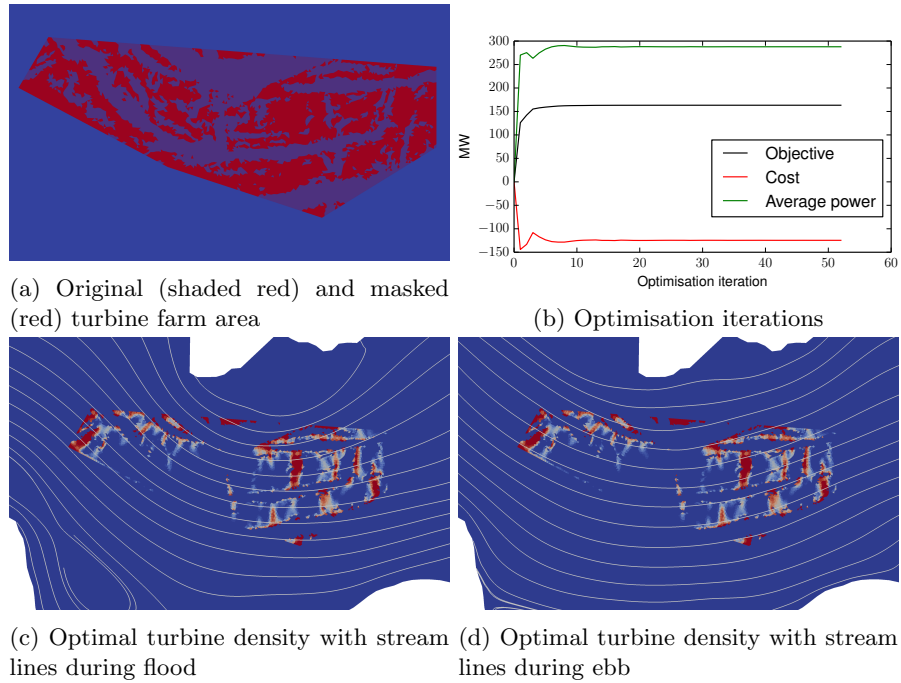 300
250
200
150
100
50
0
−50
−100
−150
MW
0 10 20 30 40 50 60
Optimisation iteration
Objective
Cost
Average power
(a) Original (shaded red) and masked
(red) turbine farm area
(b) Optimisation iterations
(c) Optimal turbine density with stream
lines during flood
(d) Optimal turbine density with stream
lines during ebb